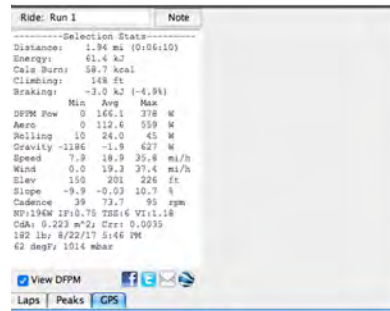 Ride: Run 1 Note
----------Selection Stats----------
Distance: 1.94 mi (0:06:10)
Energy: 61.4 kJ
Cals Burn: 58.7 kcal
Climbing: 148 ft
Braking: -3.0 kJ (-4.9%)
Min Avg Max
DFPM Pow 0 166.1 378 W
Aero 0 112.6 559 W
Rolling 10 24.0 45 W
Gravity -1186 -1.9 627 W
Speed 7.8 18.9 35.8 mi/h
Wind 0.0 19.3 37.4 mi/h
Elev 150 201 226 ft
Slope -9.9 -0.03 10.7 %
Cadence 39 73.7 95 rpm
NP:196W IF:0.75 TSS:6 VI:1.18
CdA: 0.223 m^2; Crr: 0.0035
182 lb; 8/22/17 5:46 PM
62 degF; 1014 mbar
View DFPM
Laps Peaks GPS